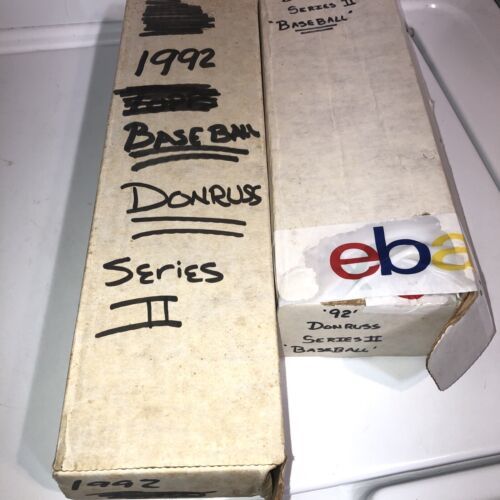 1992
BASEBALL
DONRUSS
SERIES
II
1992
SERIES II
"BASEBALL"
eba
'92'
DONRUSS
SERIES II
'BASEBALL'